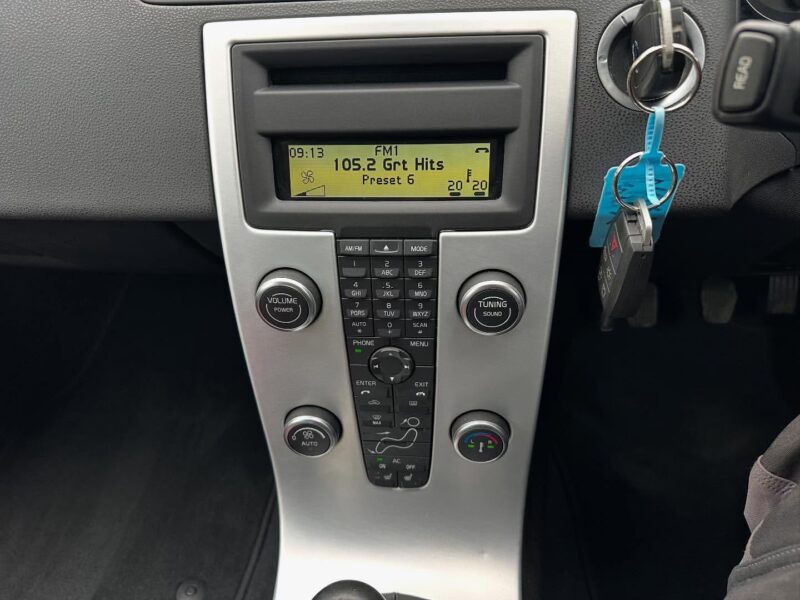 READ
09:13 FM1
105.2 Grt Hits
Preset 6
20 20
AM/FM MODE
1 2 3
ABC DEF
4 5 6
GHI JKL MNO
7 8 9
PQRS TUV WXYZ
AUTO 0 SCAN
* +
VOLUME
POWER
TUNING
SOUND
PHONE MENU
ENTER EXIT
MAX
AUTO
L R
AC
ON OFF